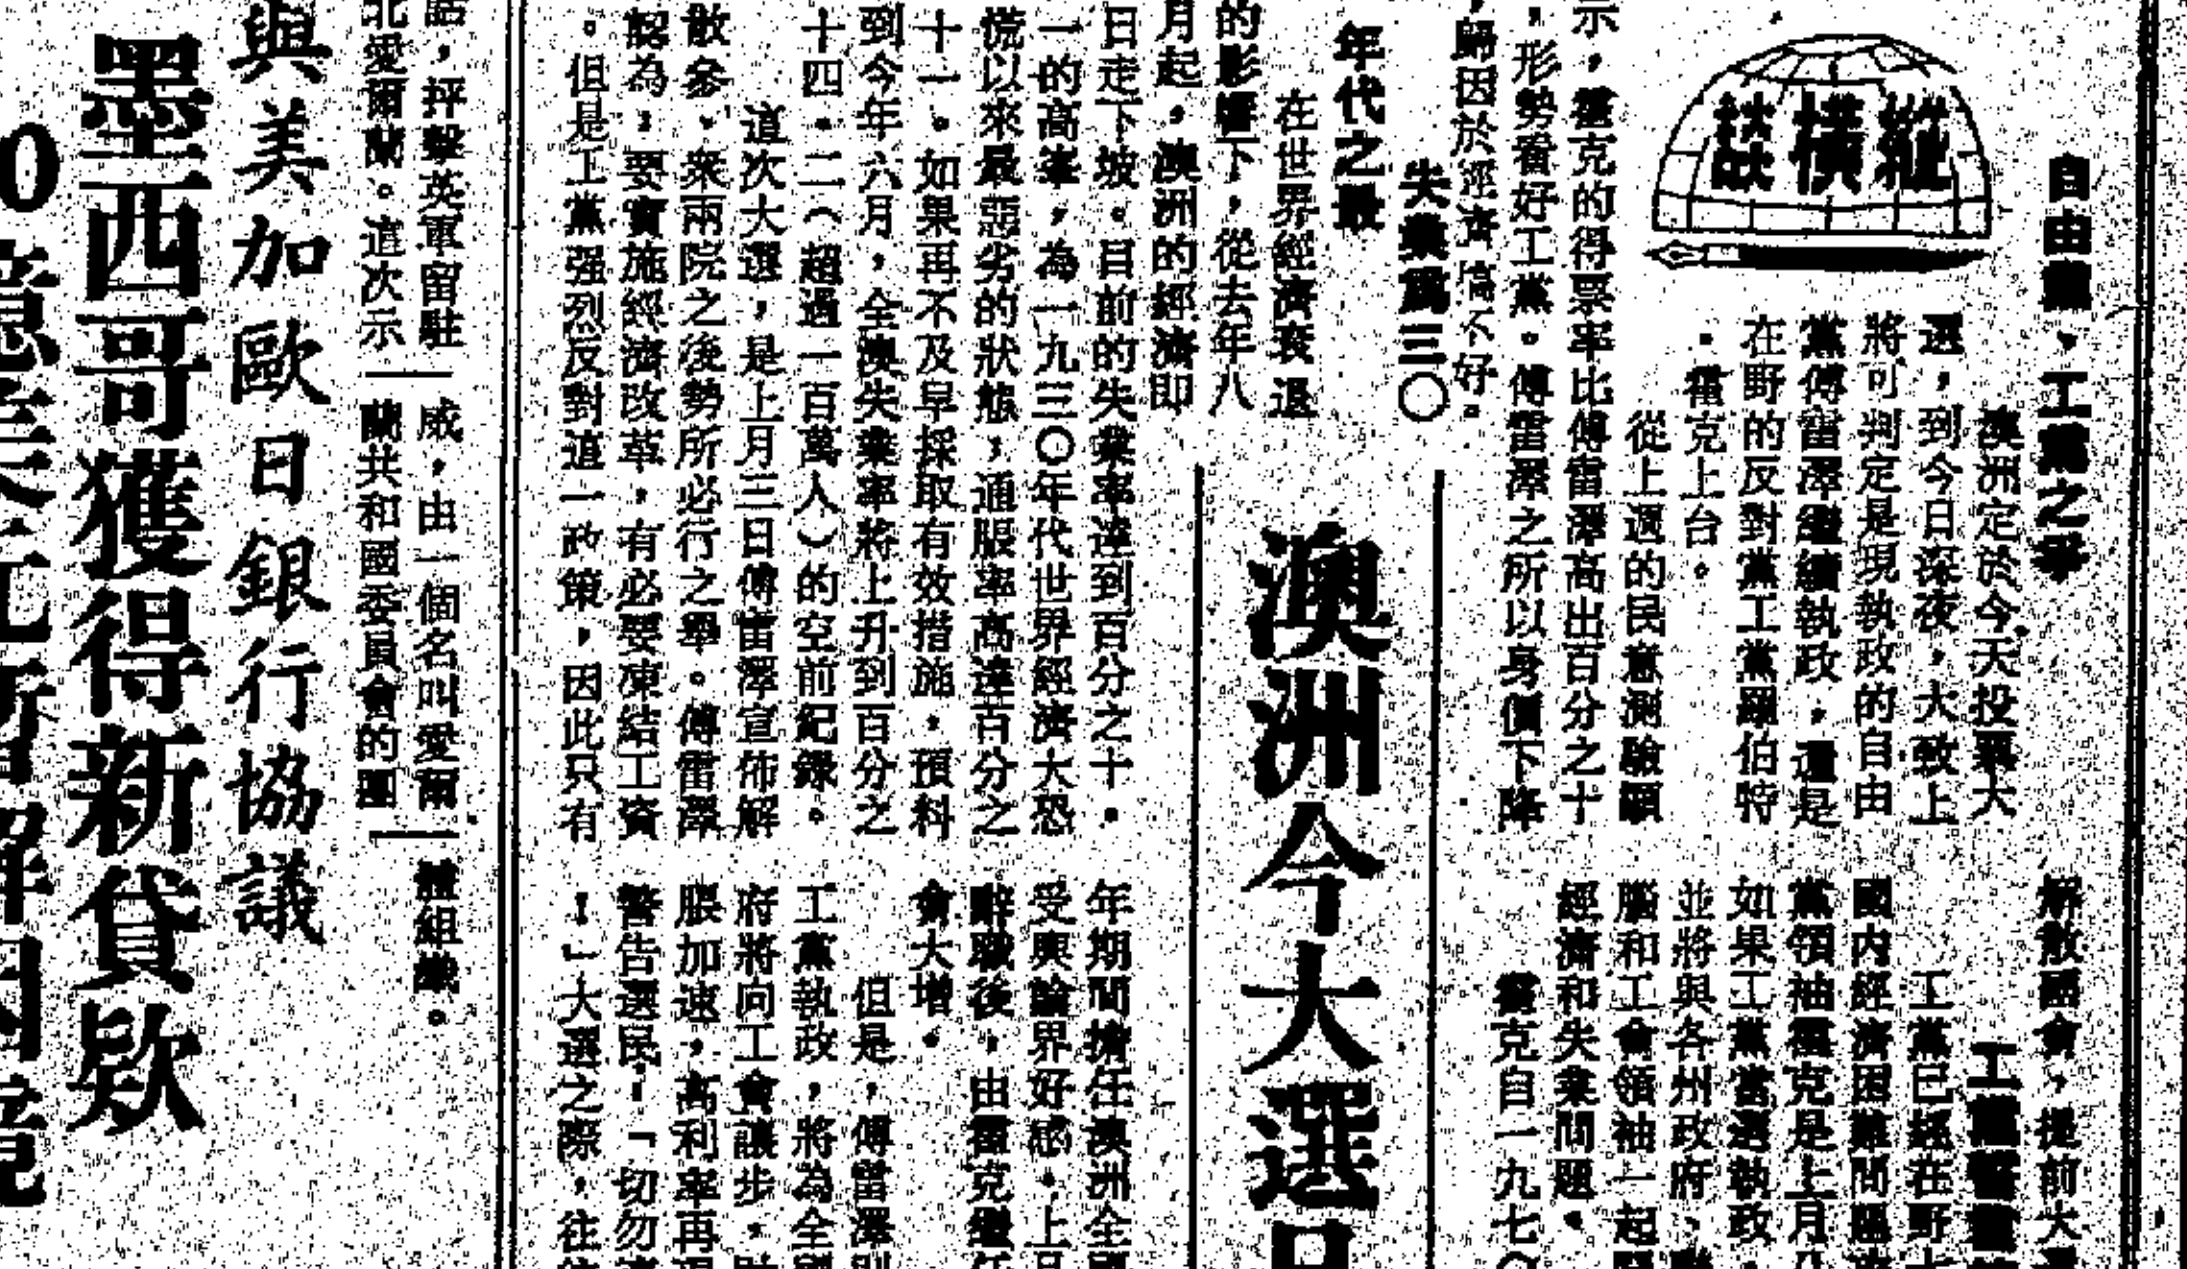 自由黨、工黨之爭
縱橫談
澳洲定於今天投票大
選,到今日深夜,大致上
將可判定是現執政的自由
黨傅雷澤繼續執政,還是
在野的反對黨工黨羅伯特
.霍克上台。
從上週的民意測驗顯
示,霍克的得票率比傅雷澤高出百分之十
,形勢看好工黨。傅雷澤之所以身價下降
,歸因於經濟搞不好。
失業為三〇
年代之最
澳洲今大選
在世界經濟衰退
的影響下,從去年八
月起,澳洲的經濟即
日走下坡。目前的失業率達到百分之十.
一的高峯,為一九三〇年代世界經濟大恐
慌以來最惡劣的狀態,通脹率高達百分之
十一。如果再不及早採取有效措施,預料
到今年六月,全澳失業率將上升到百分之
十四.二(超過一百萬人)的空前紀錄。
這次大選,是上月三日傅雷澤宣佈解
散參、衆兩院之後勢所必行之舉。傅雷澤
認為,要實施經濟改革,有必要凍結工資
。但是工黨强烈反對這一政策,因此只有
解散國會,提前大選
工黨
工黨已經在野
國內經濟困難問題
黨領袖霍克是上月
如果工黨當選執政,
並將與各州政府、
腦和工會領袖一起
經濟和失業問題。
霍克自一九七〇
年期間擔任澳洲全國
受輿論界好感。上
辭職後,由霍克繼任
會大增。
但是,傅雷澤則
工黨執政,將為全國
府將向工會議步,
脹加速,高利率再
警告選民:「切勿
!」大選之際,往
話,抨擊英軍留駐
北愛爾蘭。這次示
威,由一個名叫愛爾
蘭共和國委員會的團
體組織。
與美加歐日銀行協議
墨西哥獲得新貸款
0億美元暫解困境